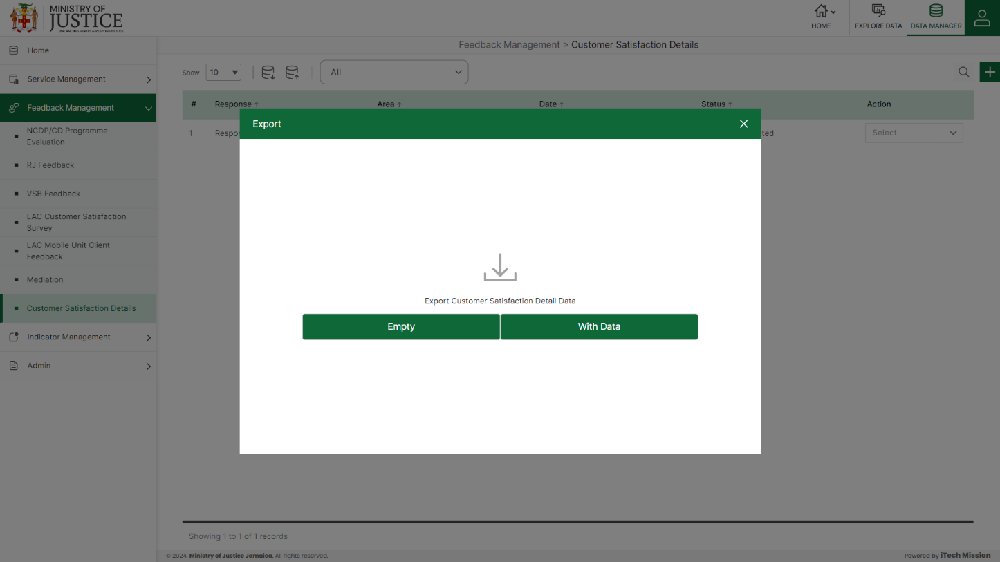 MINISTRY OF
JUSTICE
BALANCING RIGHTS & RESPONSIBILITIES
HOME
EXPLORE DATA
DATA MANAGER
Home
Service Management
Feedback Management
NCDP/CD Programme
Evaluation
RJ Feedback
VSB Feedback
LAC Customer Satisfaction
Survey
LAC Mobile Unit Client
Feedback
Mediation
Customer Satisfaction Details
Indicator Management
Admin
Feedback Management > Customer Satisfaction Details
Show 10
All
# Response Area Date Status Action
1 Select
Export
Export Customer Satisfaction Detail Data
Empty With Data
Showing 1 to 1 of 1 records
© 2024. Ministry of Justice Jamaica. All rights reserved.
Powered by iTech Mission